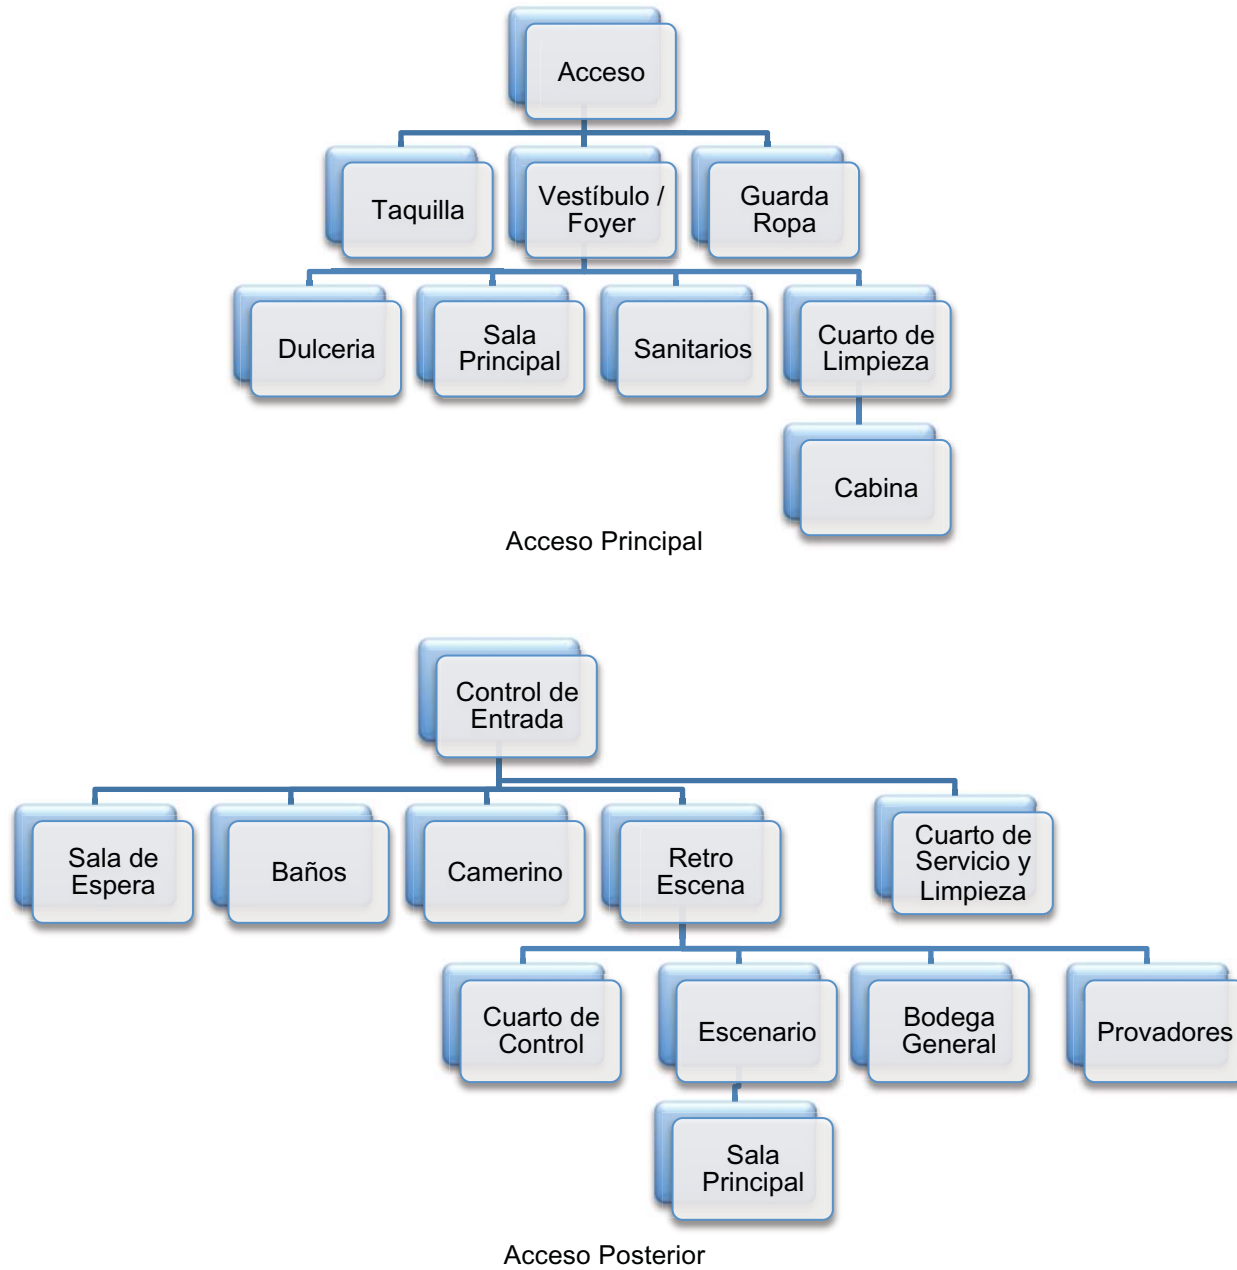 Acceso
Taquilla
Vestíbulo /
Foyer
Guarda
Ropa
Dulceria
Sala
Principal
Sanitarios
Cuarto de
Limpieza
Cabina
Acceso Principal
Control de
Entrada
Sala de
Espera
Baños
Camerino
Retro
Escena
Cuarto de
Servicio y
Limpieza
Cuarto de
Control
Escenario
Bodega
General
Provadores
Sala
Principal
Acceso Posterior